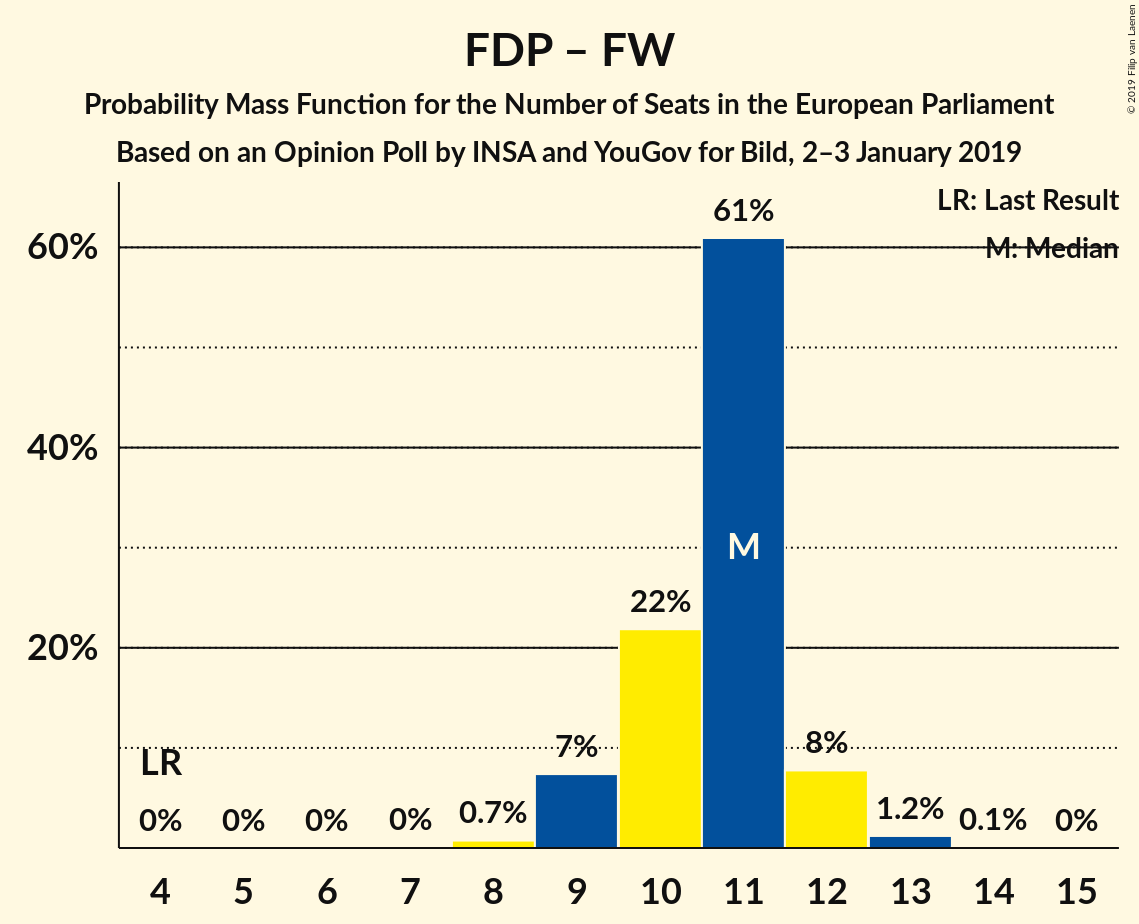 FDP – FW
Probability Mass Function for the Number of Seats in the European Parliament
Based on an Opinion Poll by INSA and YouGov for Bild, 2–3 January 2019
© 2019 Filip van Laenen
LR: Last Result
M: Median
60%
40%
20%
61%
M
22%
LR
7%
8%
0% 0% 0% 0% 0.7% 1.2% 0.1% 0%
4 5 6 7 8 9 10 11 12 13 14 15